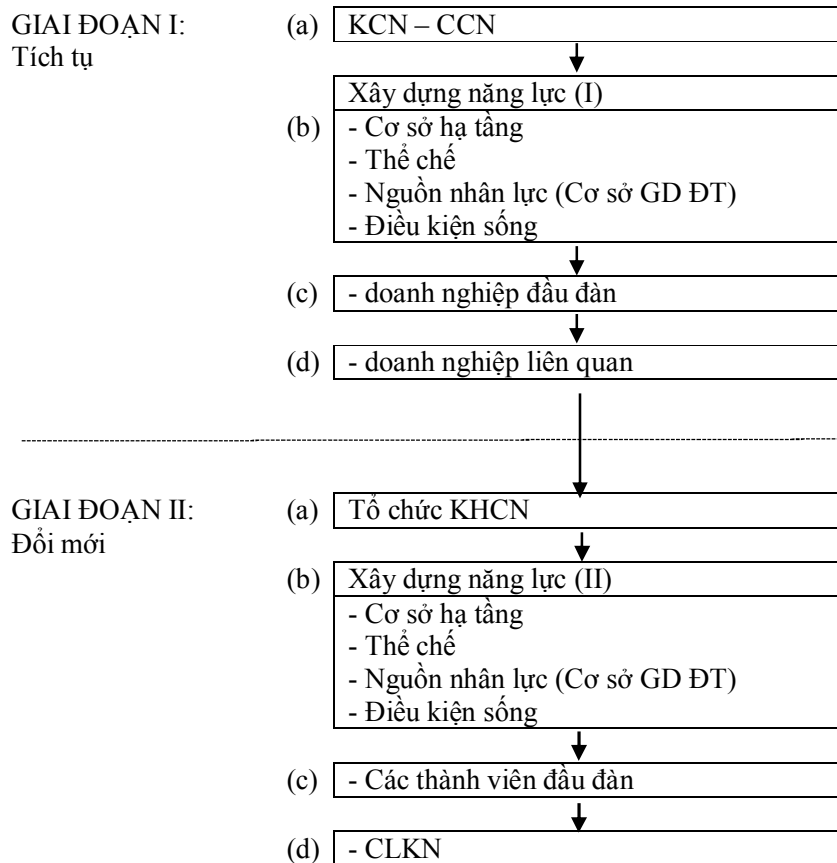 GIAI ĐOẠN I:
Tích tụ
(a) KCN – CCN
Xây dựng năng lực (I)
(b) - Cơ sở hạ tầng
- Thể chế
- Nguồn nhân lực (Cơ sở GD ĐT)
- Điều kiện sống
(c) - doanh nghiệp đầu đàn
(d) - doanh nghiệp liên quan
GIAI ĐOẠN II:
Đổi mới
(a) Tổ chức KHCN
(b) Xây dựng năng lực (II)
- Cơ sở hạ tầng
- Thể chế
- Nguồn nhân lực (Cơ sở GD ĐT)
- Điều kiện sống
(c) - Các thành viên đầu đàn
(d) - CLKN